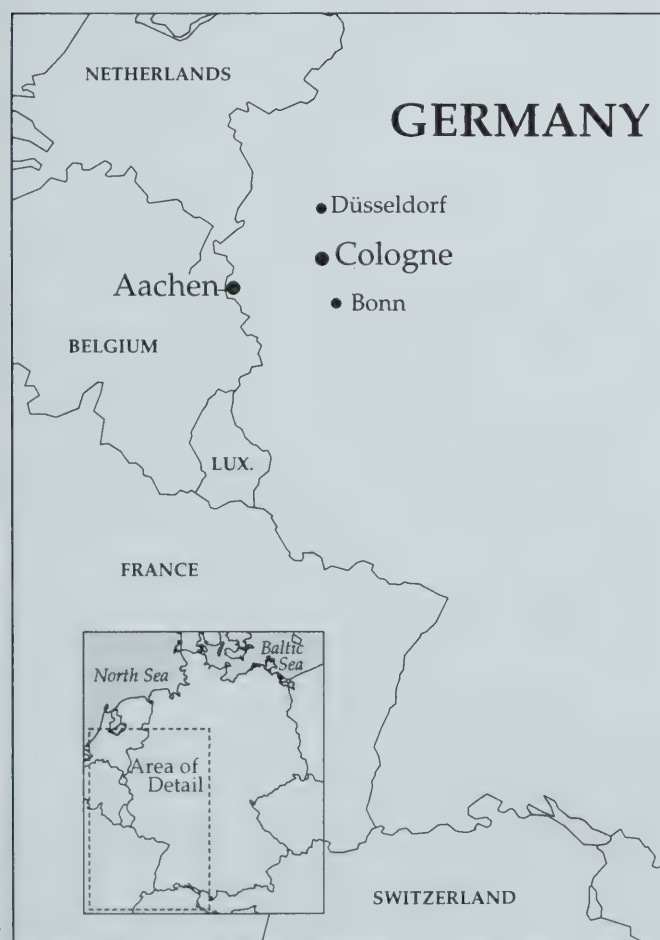 NETHERLANDS
GERMANY
Düsseldorf
Cologne
Aachen
Bonn
BELGIUM
LUX.
FRANCE
North Sea
Baltic
Sea
Area of
Detail
SWITZERLAND